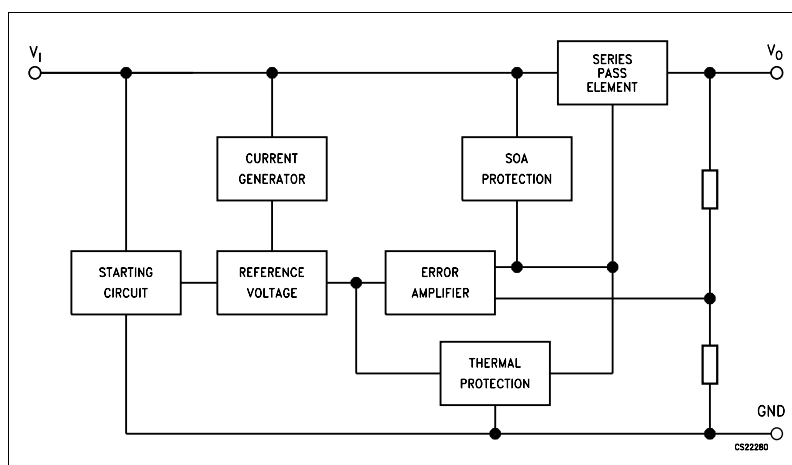 V_I
SERIES
PASS
ELEMENT
V_O
CURRENT
GENERATOR
SOA
PROTECTION
STARTING
CIRCUIT
REFERENCE
VOLTAGE
ERROR
AMPLIFIER
THERMAL
PROTECTION
GND
CS22280